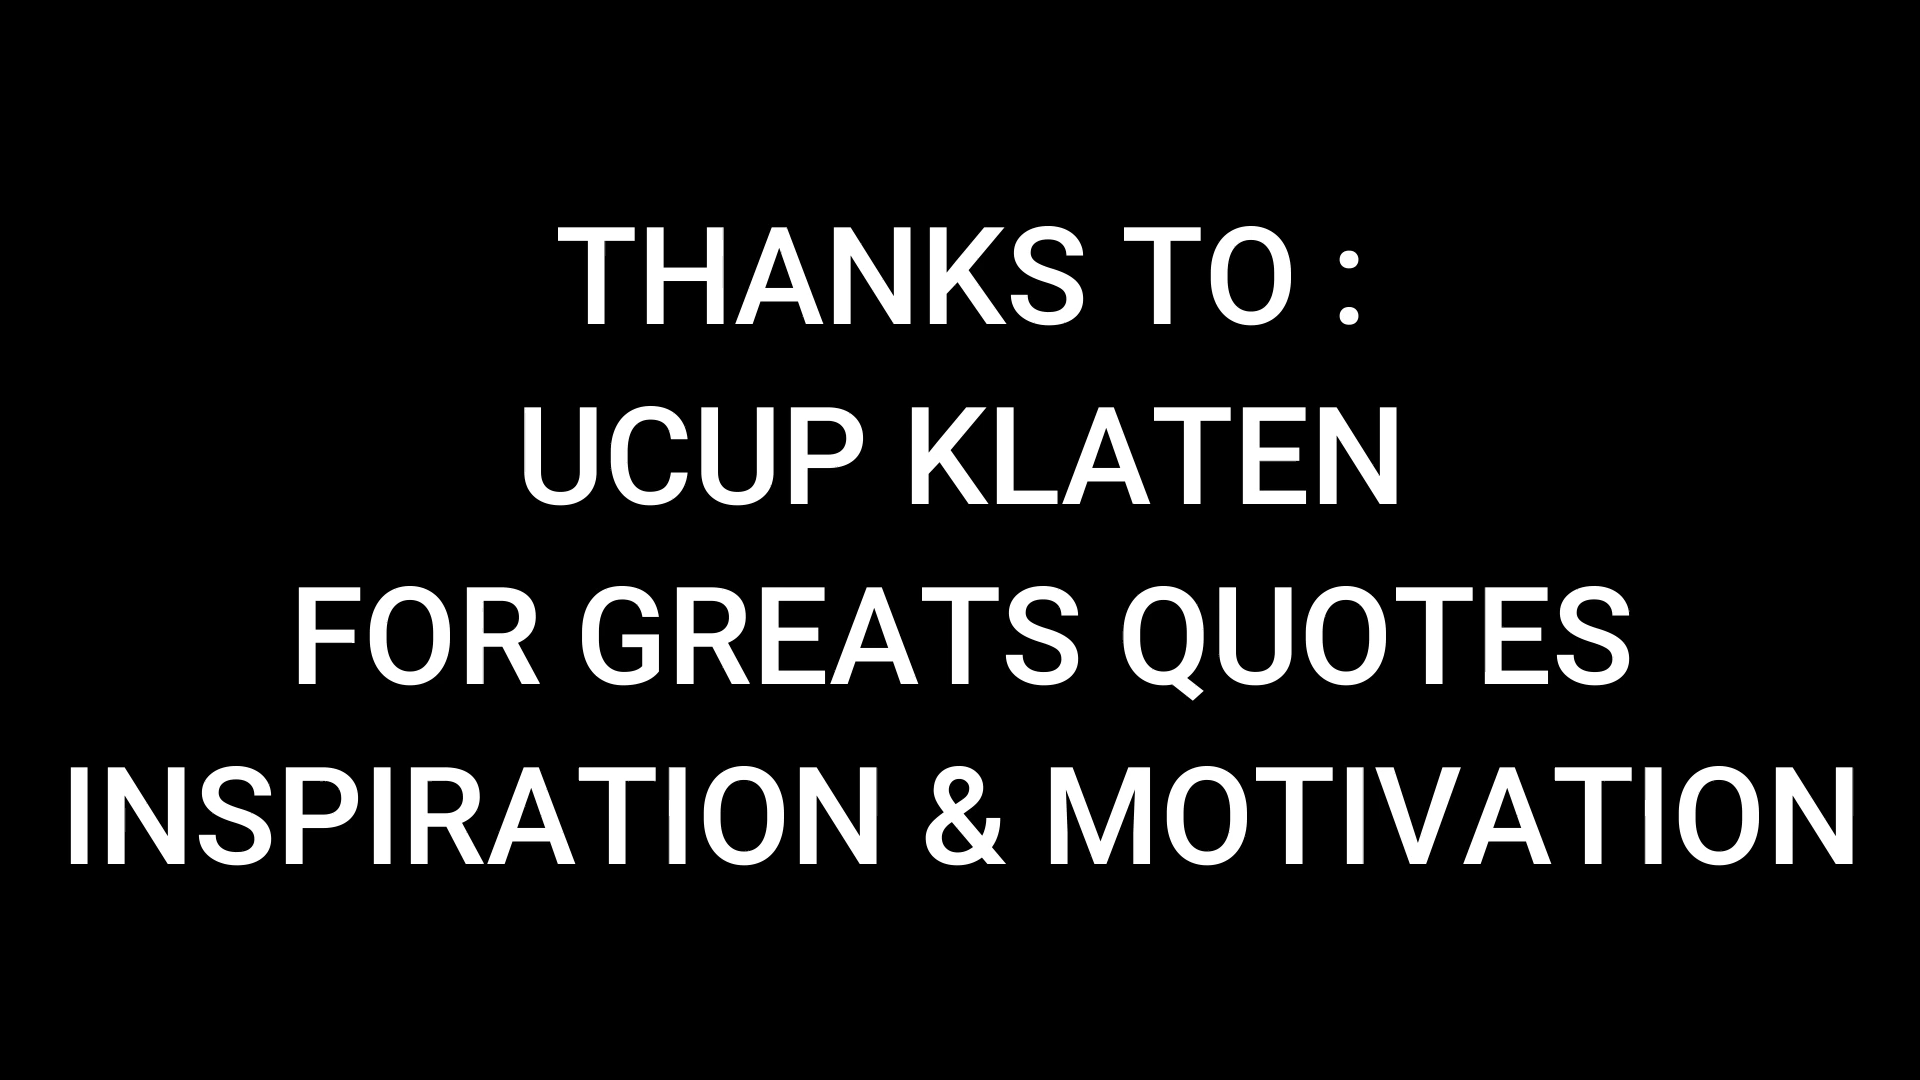 THANKS TO :
UCUP KLATEN
FOR GREATS QUOTES
INSPIRATION & MOTIVATION